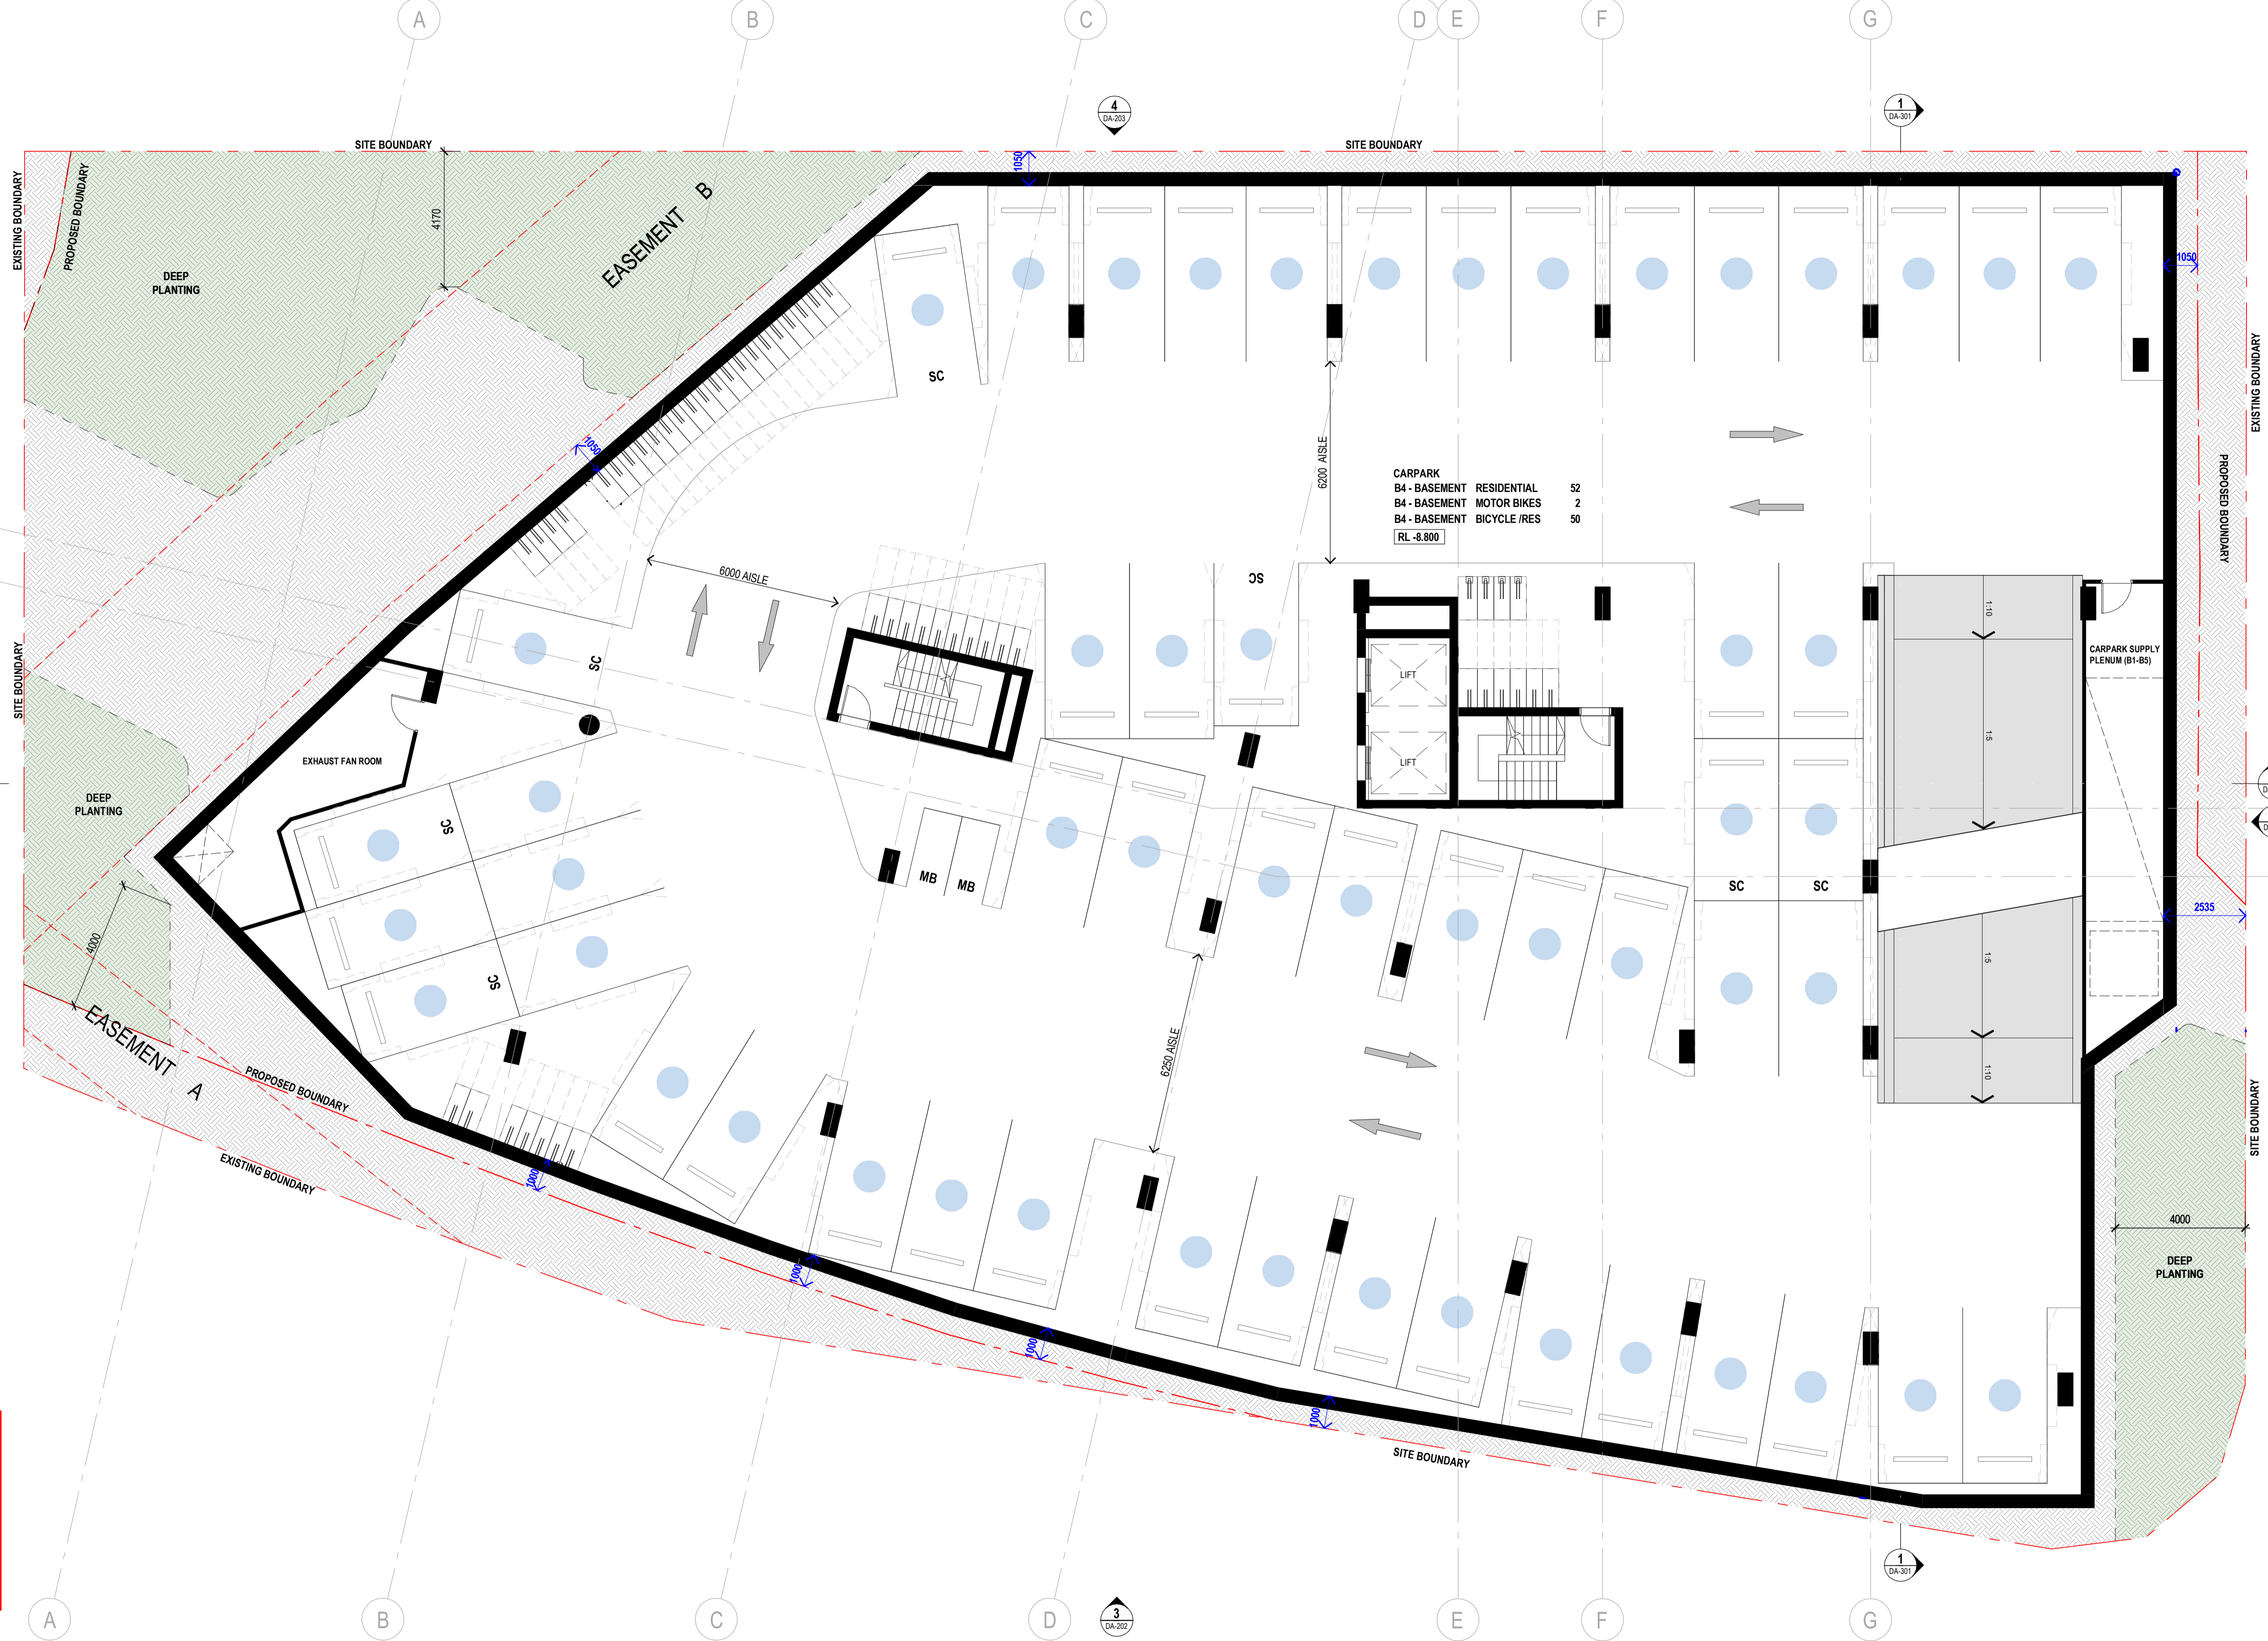 A
B
C
D
E
F
G
4
DA-203
1
DA-301
SITE BOUNDARY
SITE BOUNDARY
EXISTING BOUNDARY
PROPOSED BOUNDARY
4170
EASEMENT B
1050
DEEP
PLANTING
1050
SC
EXISTING BOUNDARY
1050
6200 AISLE
CARPARK
B4 - BASEMENT RESIDENTIAL 52
B4 - BASEMENT MOTOR BIKES 2
B4 - BASEMENT BICYCLE /RES 50
RL -8.800
PROPOSED BOUNDARY
6000 AISLE
SC
SC
1:10
CARPARK SUPPLY
PLENUM (B1-B5)
SITE BOUNDARY
LIFT
1:5
EXHAUST FAN ROOM
LIFT
DEEP
PLANTING
SC
MB
MB
SC
SC
2535
4000
SC
1:5
EASEMENT A
6250 AISLE
1:10
PROPOSED BOUNDARY
SITE BOUNDARY
EXISTING BOUNDARY
1000
4000
1000
DEEP
PLANTING
1000
1000
SITE BOUNDARY
1
DA-301
A
B
C
D
3
DA-202
E
F
G